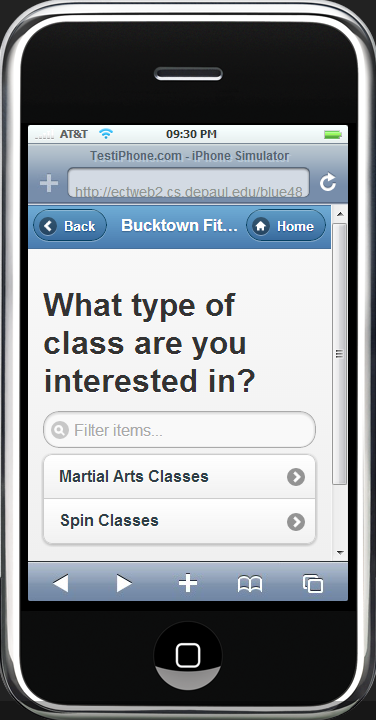 AT&T 09:30 PM
TestiPhone.com - iPhone Simulator
http://ectweb2.cs.depaul.edu/blue48
Back Bucktown Fit... Home
What type of
class are you
interested in?
Filter items...
Martial Arts Classes
Spin Classes